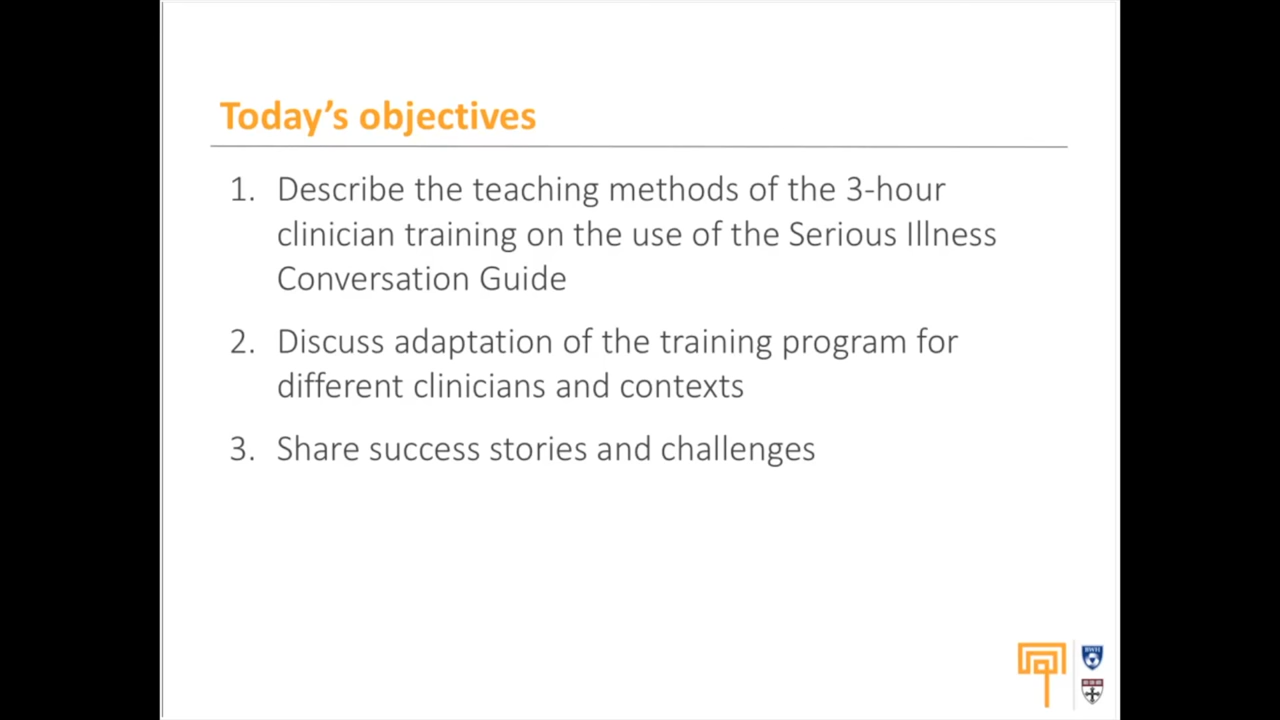 Today's objectives
1. Describe the teaching methods of the 3-hour
clinician training on the use of the Serious Illness
Conversation Guide
2. Discuss adaptation of the training program for
different clinicians and contexts
3. Share success stories and challenges
BWH